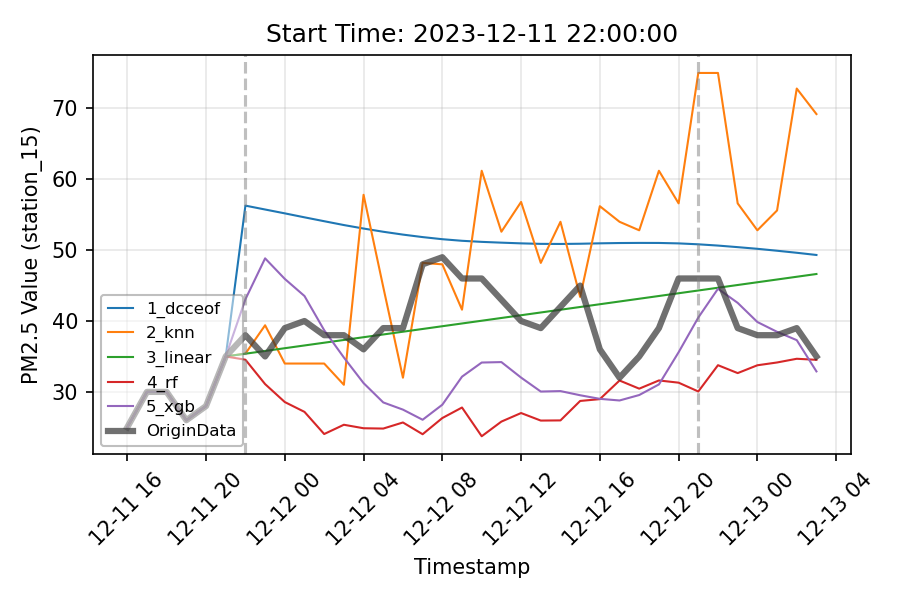 Start Time: 2023-12-11 22:00:00
PM2.5 Value (station_15)
70
60
50
40
30
1_dcceof
2_knn
3_linear
4_rf
5_xgb
OriginData
12-11 16
12-11 20
12-12 00
12-12 04
12-12 08
12-12 12
12-12 16
12-12 20
12-13 00
12-13 04
Timestamp